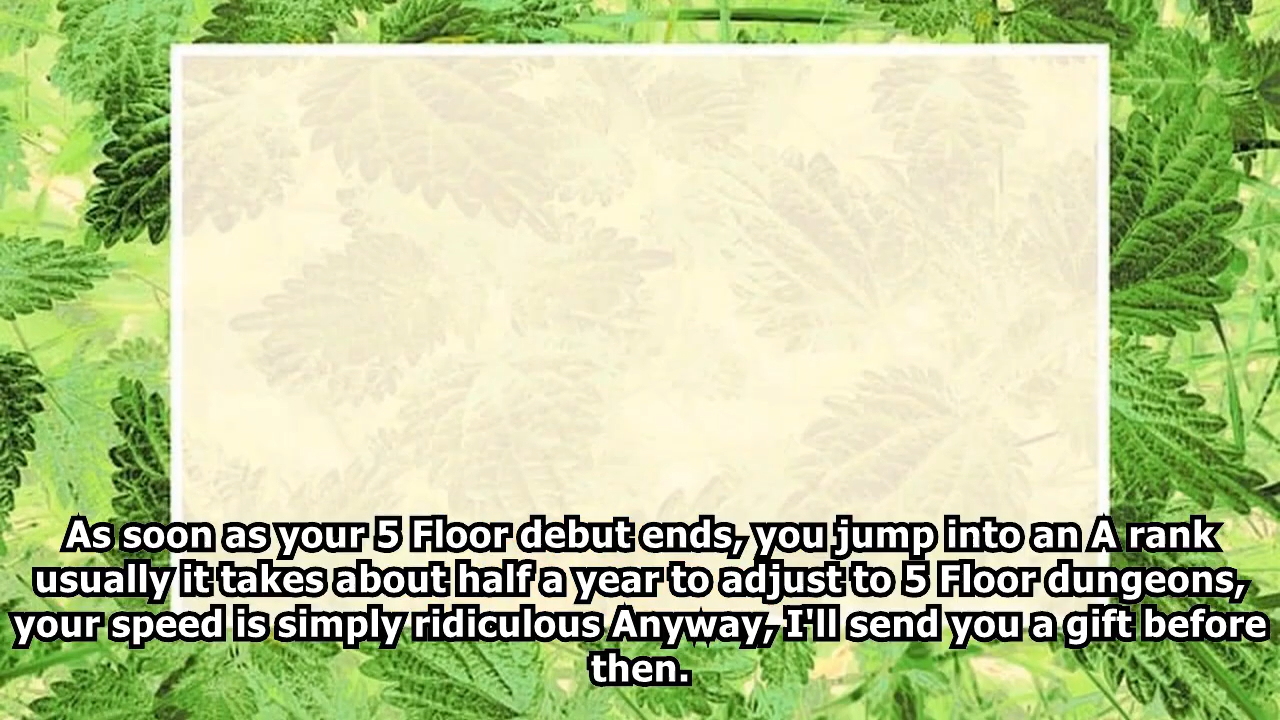 As soon as your 5 Floor debut ends, you jump into an A rank
usually it takes about half a year to adjust to 5 Floor dungeons,
your speed is simply ridiculous Anyway, I'll send you a gift before
then.